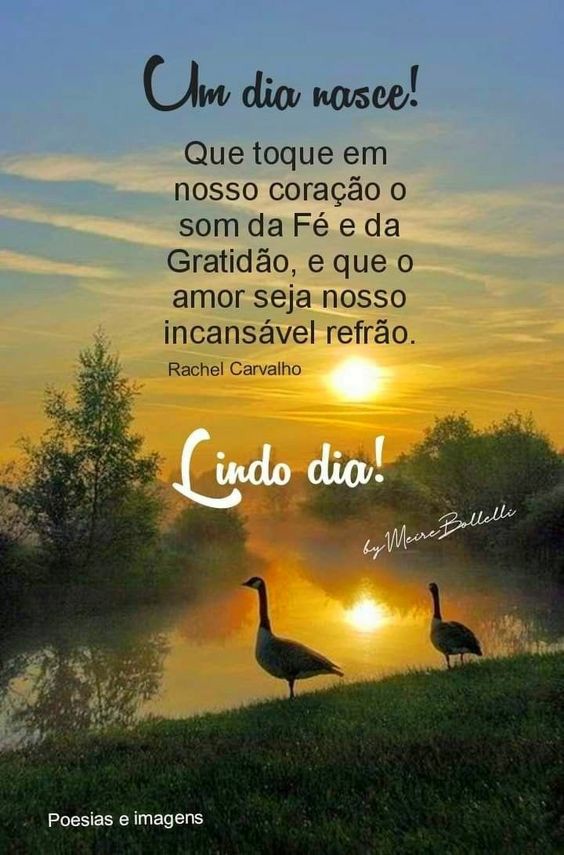 Um dia nasce!
Que toque em
nosso coração o
som da Fé e da
Gratidão, e que o
amor seja nosso
incansável refrão.
Rachel Carvalho
Lindo dia!
by Meire Bollelli
Poesias e imagens